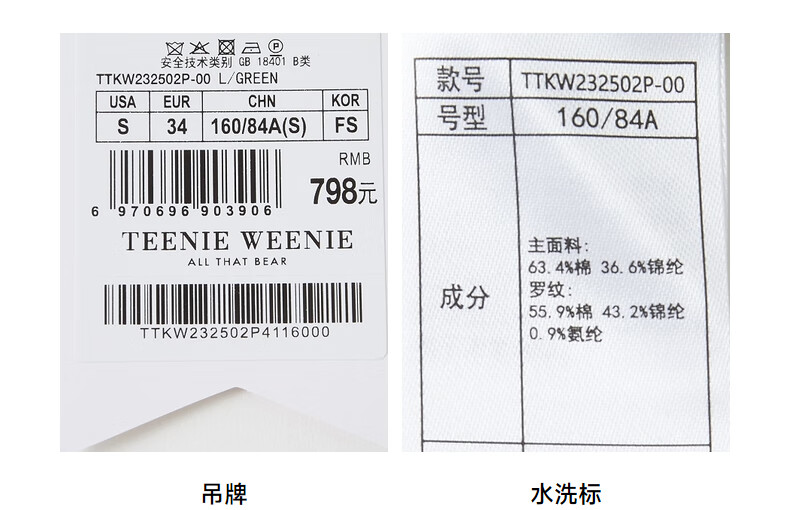 安全技术类别 GB 18401 B类
TTKW232502P-00 L/GREEN
USA EUR CHN KOR
S 34 160/84A(S) FS
RMB
798元
6 970696 903906
TEENIE WEENIE
ALL THAT BEAR
TTKW232502P4116000
吊牌
款号 TTKW232502P-00
号型 160/84A
成分
主面料:
63.4%棉 36.6%锦纶
罗纹:
55.9%棉 43.2%锦纶
0.9%氨纶
水洗标